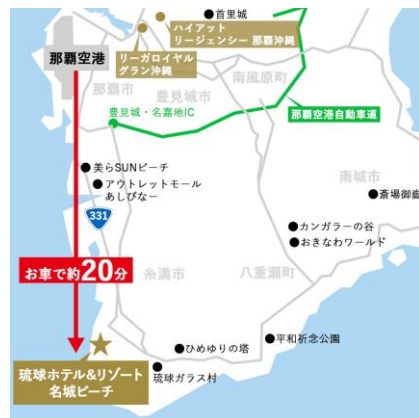 首里城
ハイアット
リージェンシー 那覇沖縄
リーガロイヤル
グラン沖縄
那覇空港
那覇市
南風原町
豊見城市
豊見城・名嘉地IC
那覇空港自動車道
美らSUNビーチ
アウトレットモール
あしびなー
南城市
斎場御嶽
331
カンガラーの谷
おきなわワールド
お車で約20分
糸満市
八重瀬町
ひめゆりの塔
平和祈念公園
琉球ガラス村
琉球ホテル&リゾート
名城ビーチ